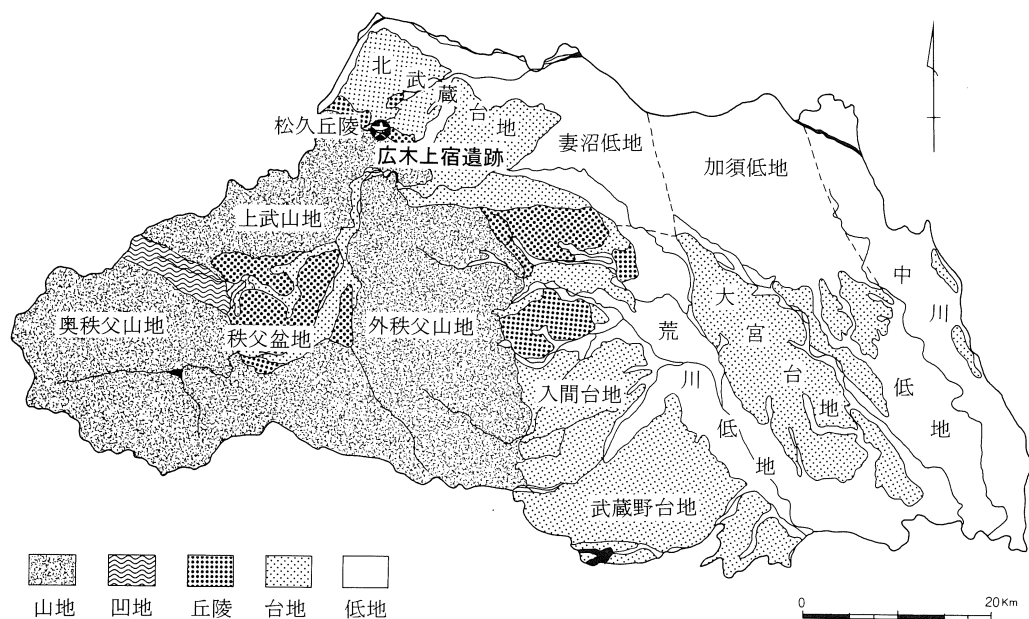 北武蔵台地
松久丘陵
広木上宿遺跡
妻沼低地
加須低地
上武山地
奥秩父山地
秩父盆地
外秩父山地
荒川低地
大宮台地
中川低地
入間台地
武蔵野台地
山地
凹地
丘陵
台地
低地
0
20Km